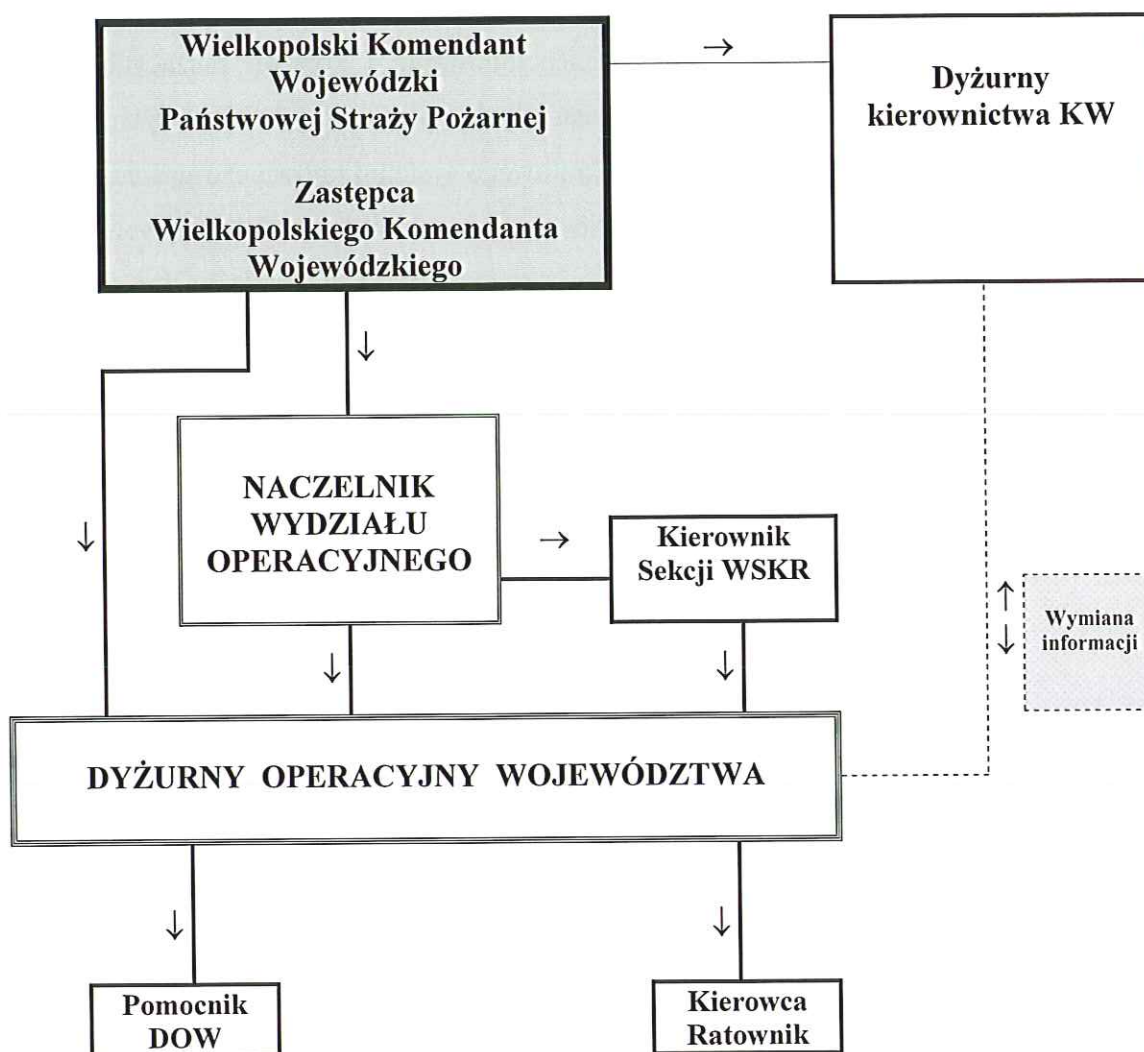 Wielkopolski Komendant
Wojewódzki
Państwowej Straży Pożarnej
Zastępca
Wielkopolskiego Komendanta
Wojewódzkiego
→
Dyżurny
kierownictwa KW
↓
↓
NACZELNIK
WYDZIAŁU
OPERACYJNEGO
→
Kierownik
Sekcji WSKR
↑
↓
Wymiana
informacji
↓
↓
DYŻURNY OPERACYJNY WOJEWÓDZTWA
↓
↓
Pomocnik
DOW
Kierowca
Ratownik